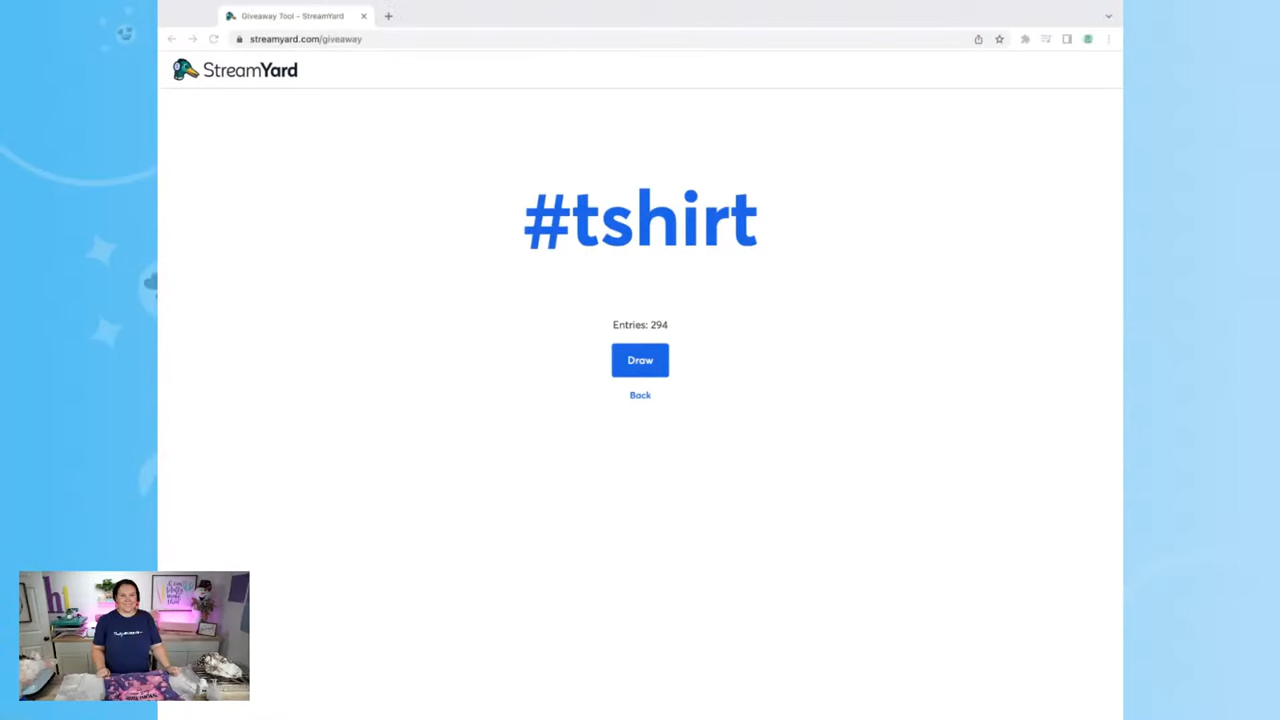 Giveaway Tool - StreamYard
streamyard.com/giveaway
StreamYard
#tshirt
Entries: 294
Draw
Back